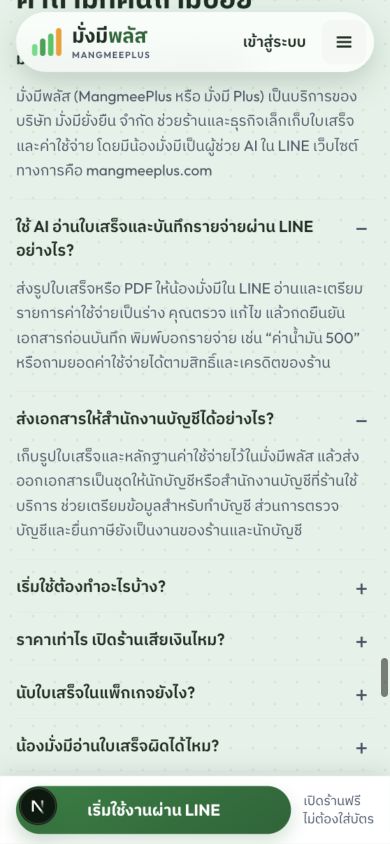 คำถามที่คนถามบ่อย
มั่งมีพลัส
MANGMEEPLUS
เข้าสู่ระบบ
มั่งมีพลัส (MangmeePlus หรือ มั่งมี Plus) เป็นบริการของ
บริษัท มั่งมียั่งยืน จำกัด ช่วยร้านและธุรกิจเล็กเก็บใบเสร็จ
และค่าใช้จ่าย โดยมีน้องมั่งมีเป็นผู้ช่วย AI ใน LINE เว็บไซต์
ทางการคือ mangmeeplus.com
ใช้ AI อ่านใบเสร็จและบันทึกรายจ่ายผ่าน LINE
อย่างไร?
ส่งรูปใบเสร็จหรือ PDF ให้น้องมั่งมีใน LINE อ่านและเตรียม
รายการค่าใช้จ่ายเป็นร่าง คุณตรวจ แก้ไข แล้วกดยืนยัน
เอกสารก่อนบันทึก พิมพ์บอกรายจ่าย เช่น “ค่าน้ำมัน 500”
หรือถามยอดค่าใช้จ่ายได้ตามสิทธิ์และเครดิตของร้าน
ส่งเอกสารให้สำนักงานบัญชีได้อย่างไร?
เก็บรูปใบเสร็จและหลักฐานค่าใช้จ่ายไว้ในมั่งมีพลัส แล้วส่ง
ออกเอกสารเป็นชุดให้นักบัญชีหรือสำนักงานบัญชีที่ร้านใช้
บริการ ช่วยเตรียมข้อมูลสำหรับทำบัญชี ส่วนการตรวจ
บัญชีและยื่นภาษียังเป็นงานของร้านและนักบัญชี
เริ่มใช้ต้องทำอะไรบ้าง?
ราคาเท่าไร เปิดร้านเสียเงินไหม?
นับใบเสร็จในแพ็กเกจยังไง?
น้องมั่งมีอ่านใบเสร็จผิดได้ไหม?
N
เริ่มใช้งานผ่าน LINE
เปิดร้านฟรี
ไม่ต้องใส่บัตร